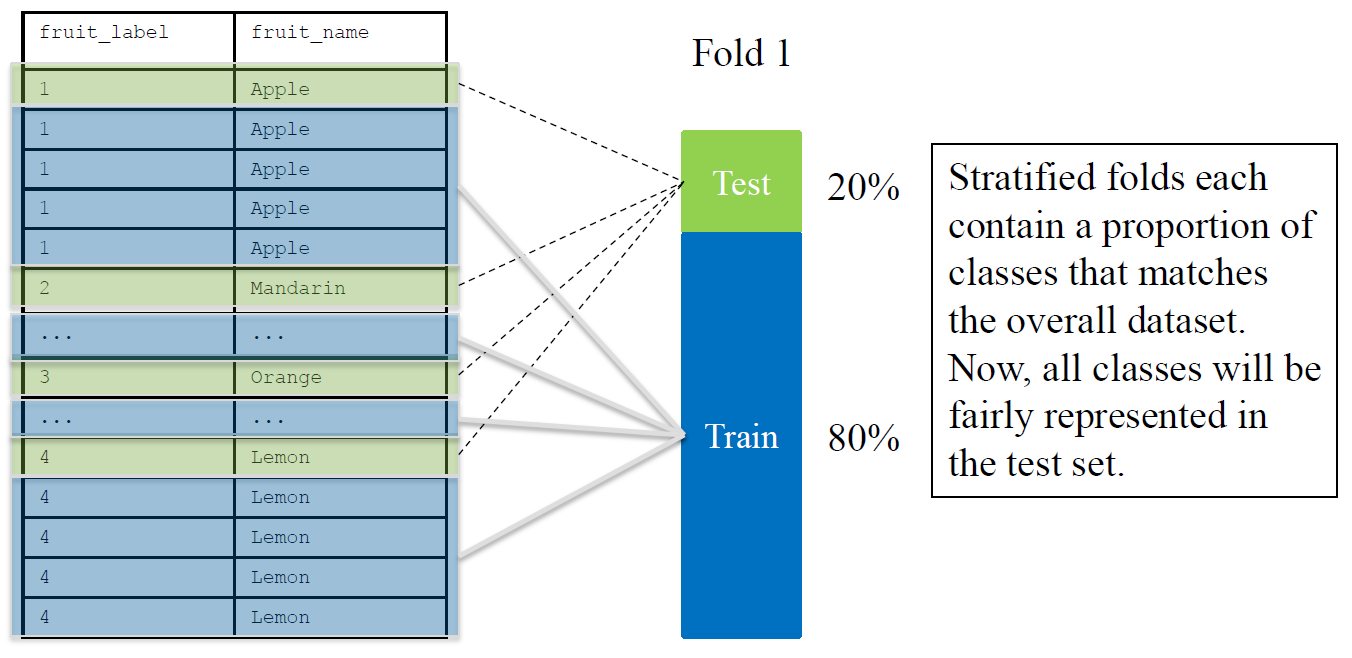 fruit_label fruit_name
1 Apple
1 Apple
1 Apple
1 Apple
1 Apple
2 Mandarin
... ...
3 Orange
... ...
4 Lemon
4 Lemon
4 Lemon
4 Lemon
4 Lemon
Fold 1
Test 20%
Train 80%
Stratified folds each
contain a proportion of
classes that matches
the overall dataset.
Now, all classes will be
fairly represented in
the test set.